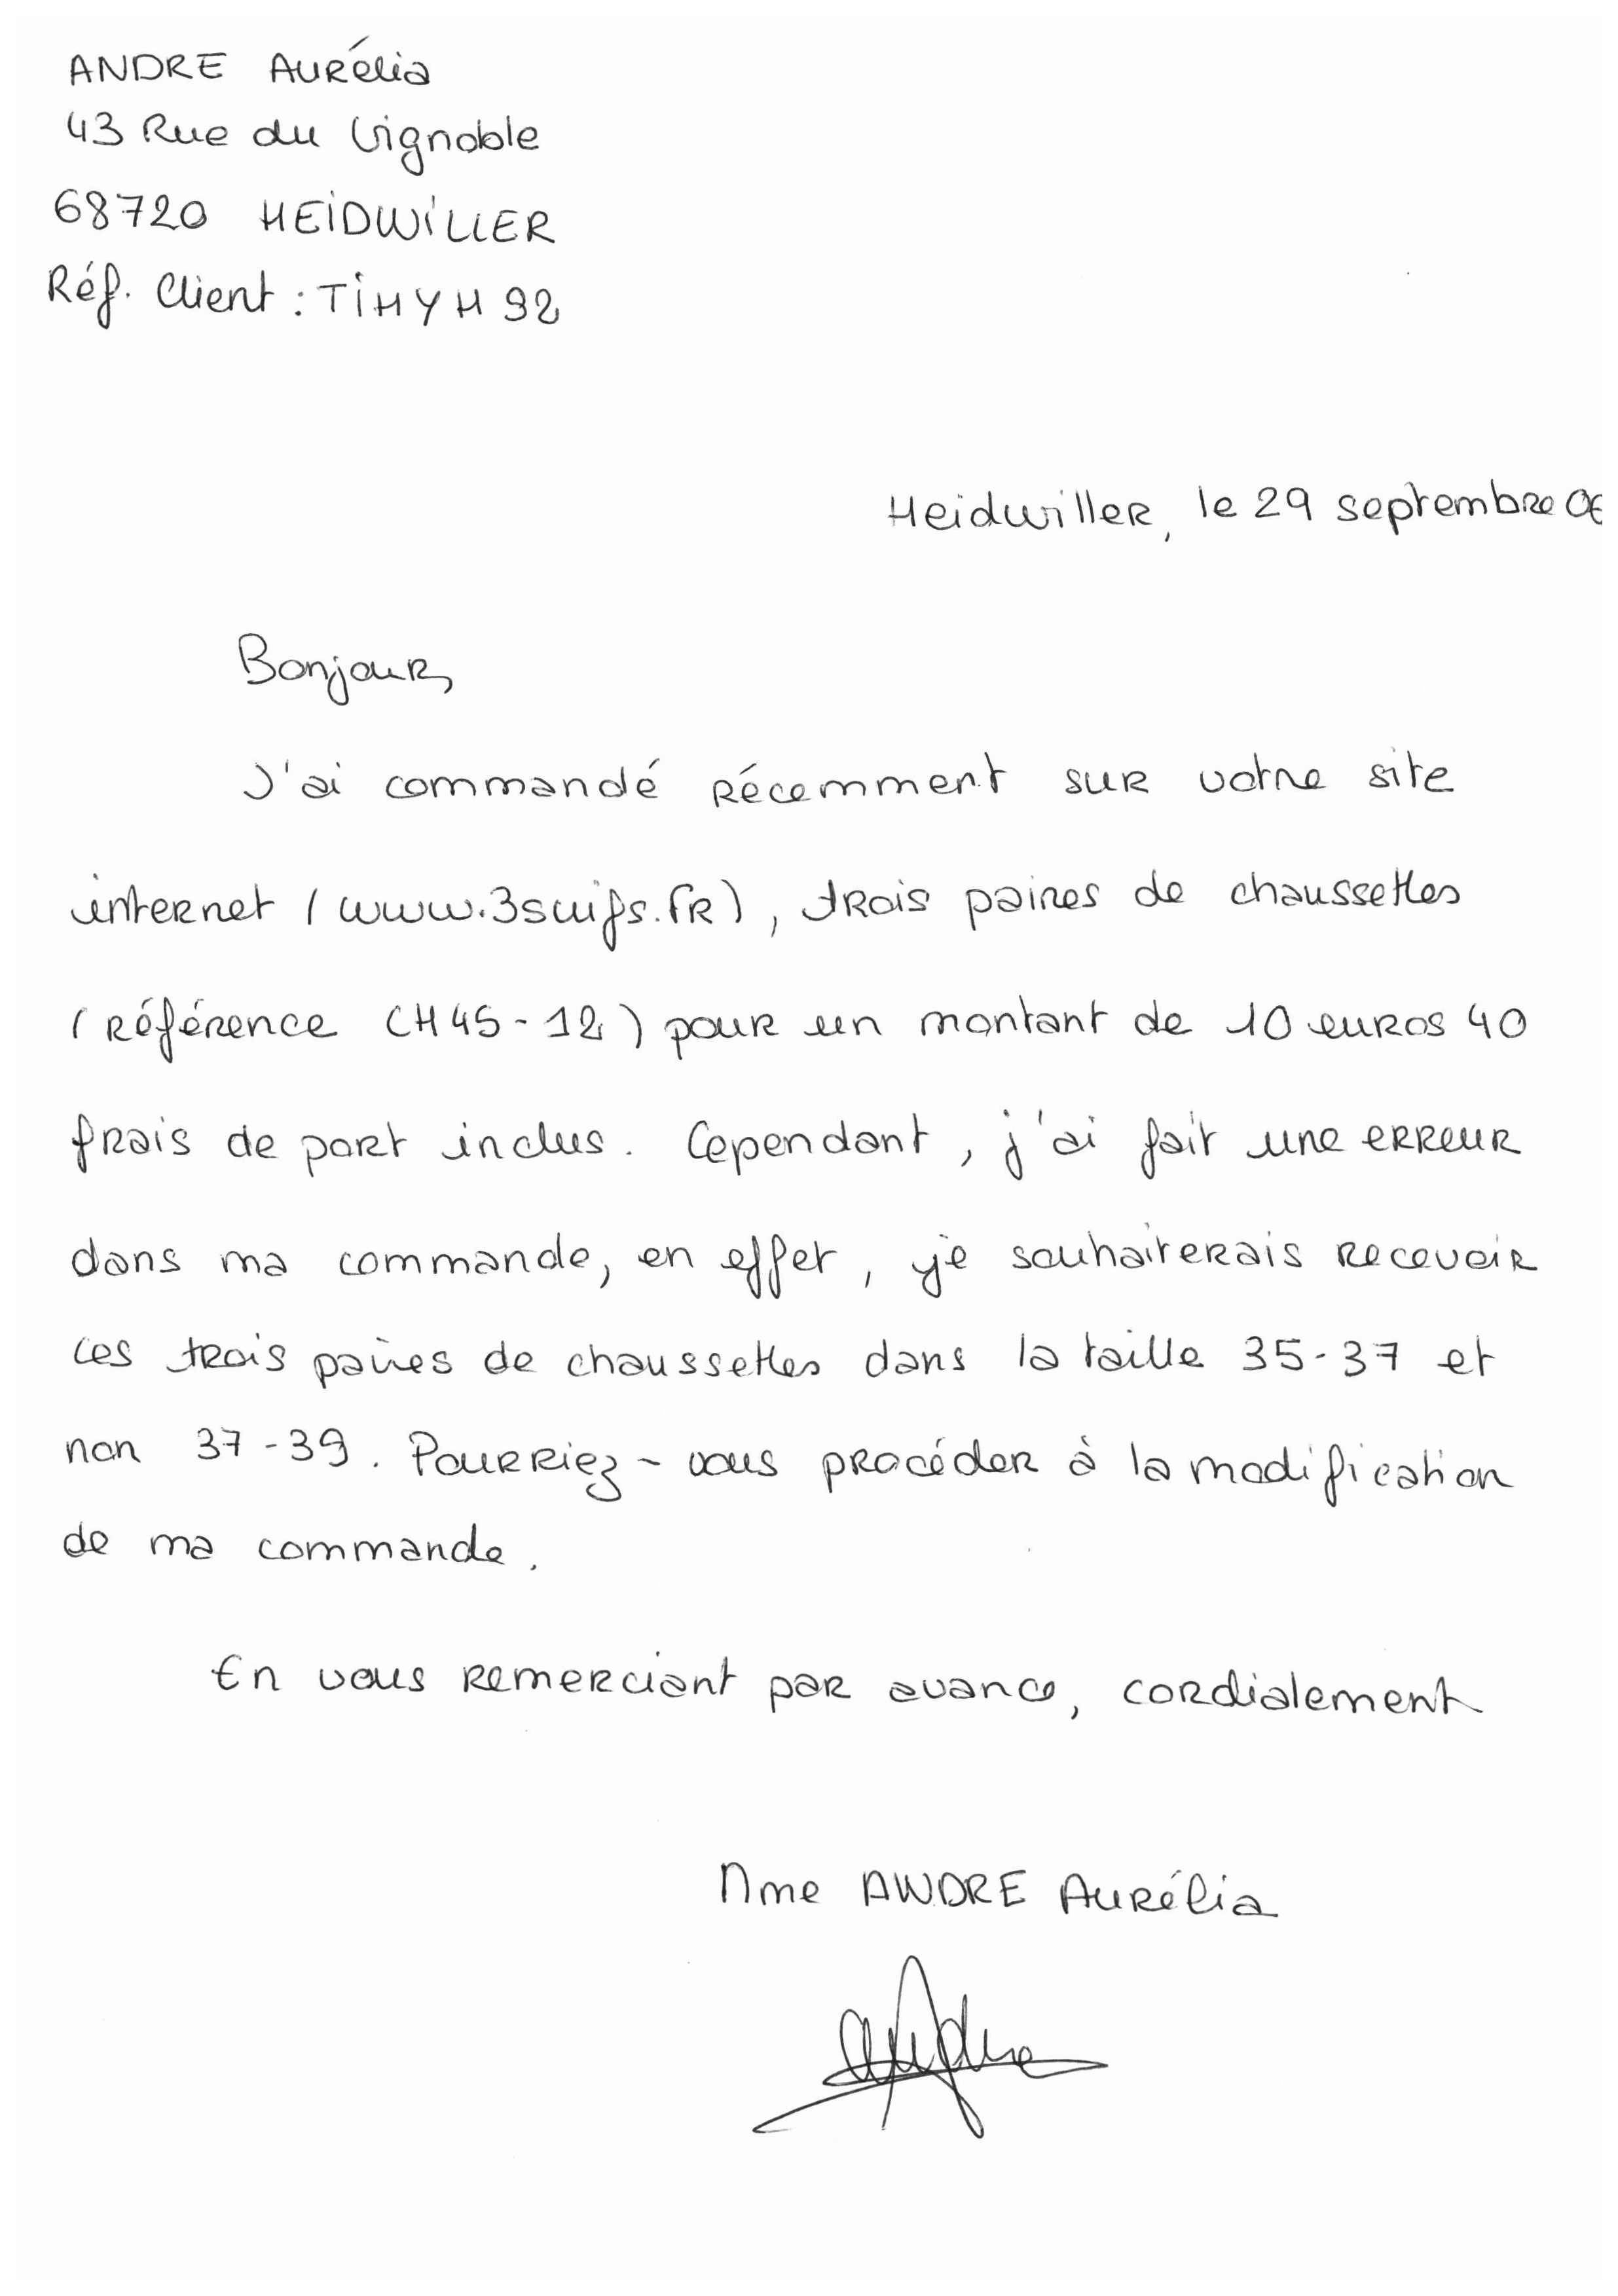 ANDRE Aurélia
43 Rue du Vignoble
68720 HEIDWILLER
Réf. Client : TIHYH92
Heidwiller, le 29 septembre 06
Bonjour,
J'ai commandé récemment sur votre site
internet (www.3suifs.fr), trois paires de chaussettes
(référence CH45-12) pour un montant de 10 euros 40
frais de port inclus. Cependant, j'ai fait une erreur
dans ma commande, en effet, je souhaiterais recevoir
ces trois paires de chaussettes dans la taille 35-37 et
non 37-39. Pourriez-vous procéder à la modification
de ma commande.
En vous remerciant par avance, cordialement
Mme ANDRE Aurélia